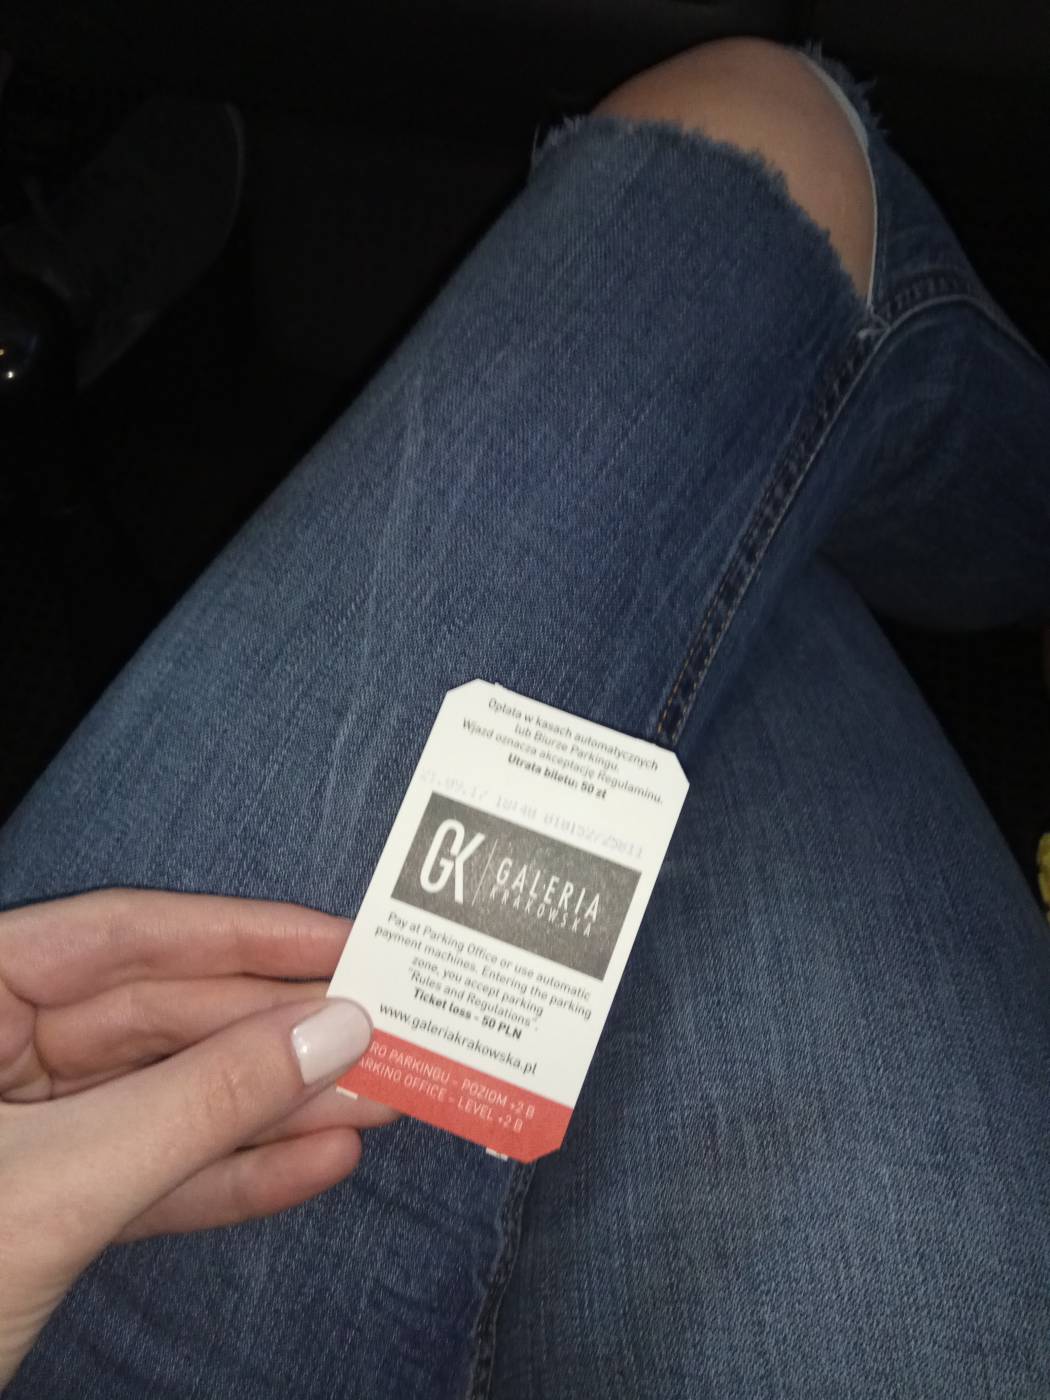 Opłata w kasach automatycznych
lub Biurze Parkingu.
Wjazd oznacza akceptację Regulaminu.
Utrata biletu: 50 zł
GK GALERIA
KRAKOWSKA
Pay at Parking Office or use automatic
payment machines. Entering the parking
zone, you accept parking
"Rules and Regulations".
Ticket loss - 50 PLN
www.galeriakrakowska.pl
RO PARKINGU - POZIOM +2 B
ARKING OFFICE - LEVEL +2 B